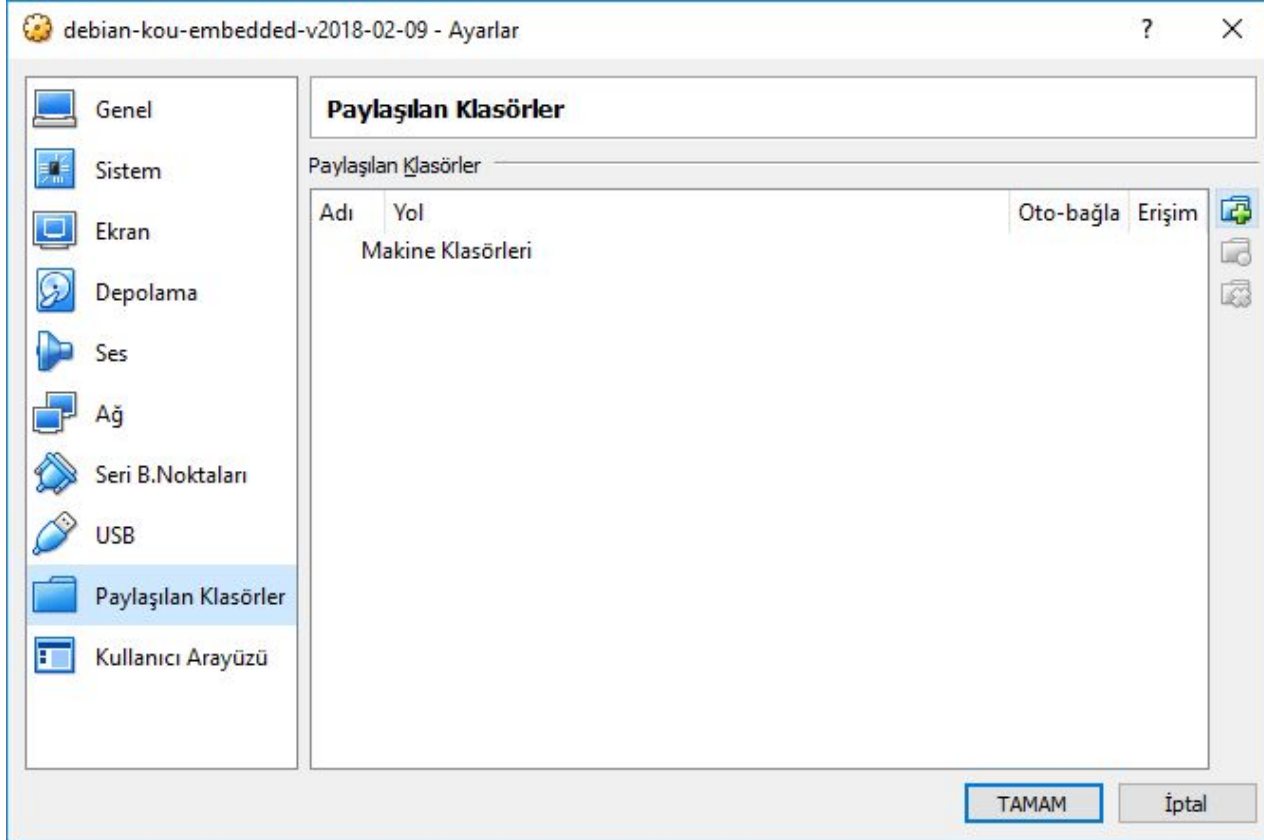 debian-kou-embedded-v2018-02-09 - Ayarlar
?
Genel
Sistem
Ekran
Depolama
Ses
Ağ
Seri B.Noktaları
USB
Paylaşılan Klasörler
Kullanıcı Arayüzü
Paylaşılan Klasörler
Paylaşılan Klasörler
Adı Yol Oto-bağla Erişim
Makine Klasörleri
TAMAM İptal